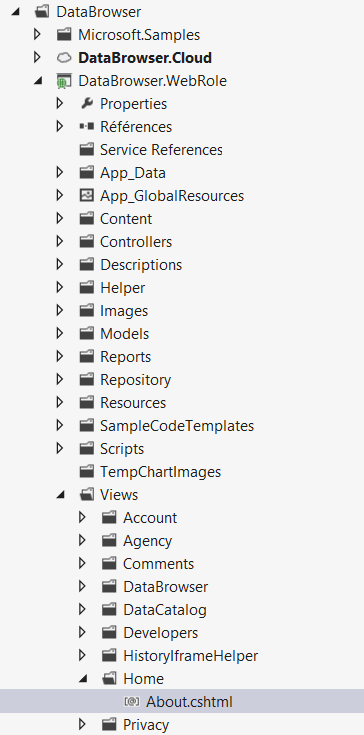 DataBrowser
Microsoft.Samples
DataBrowser.Cloud
DataBrowser.WebRole
Properties
Références
Service References
App_Data
App_GlobalResources
Content
Controllers
Descriptions
Helper
Images
Models
Reports
Repository
Resources
SampleCodeTemplates
Scripts
TempChartImages
Views
Account
Agency
Comments
DataBrowser
DataCatalog
Developers
HistoryIframeHelper
Home
About.cshtml
Privacy